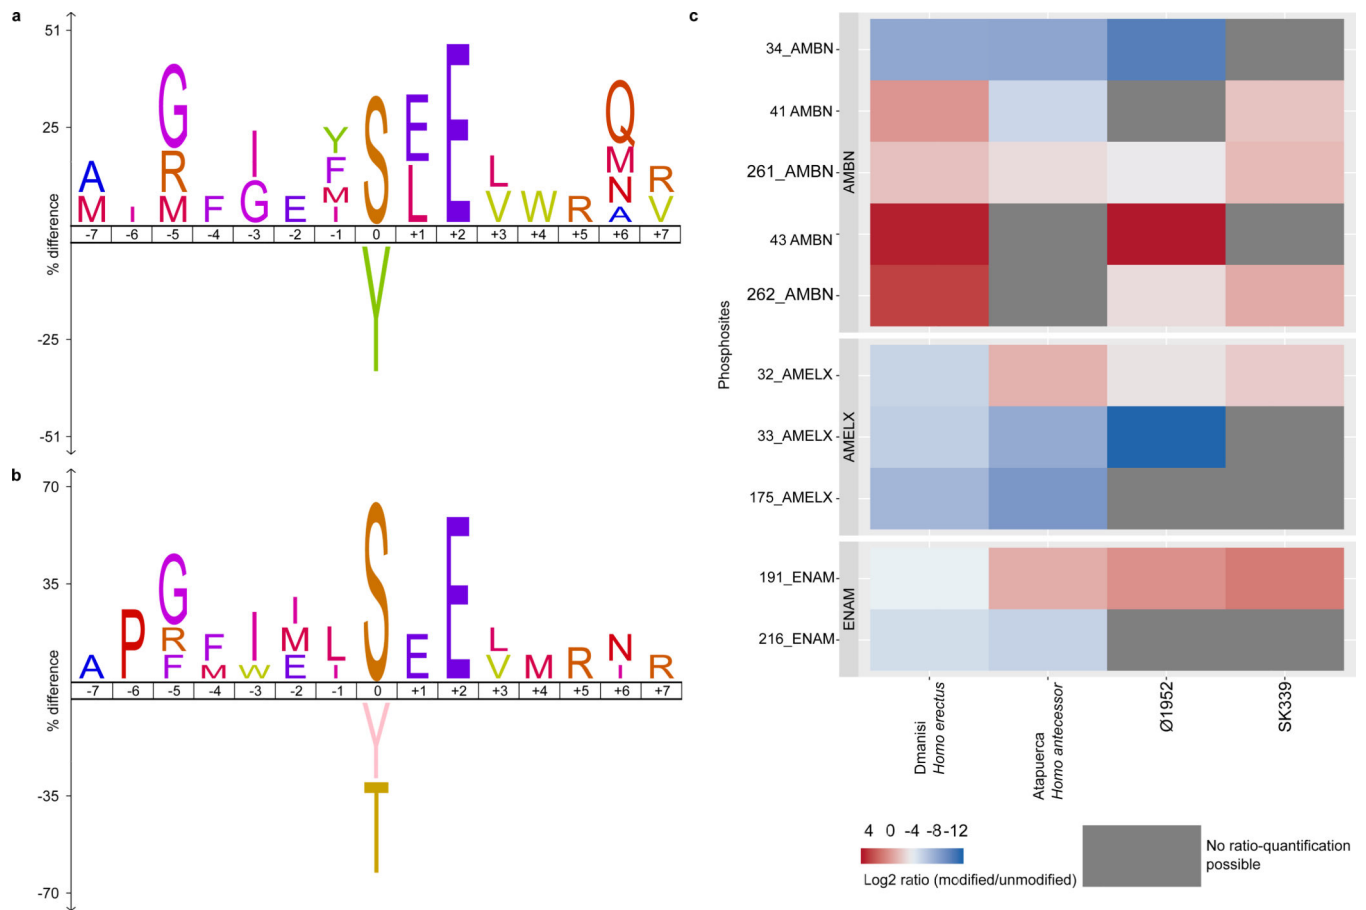 a
51
25
-25
-51
% difference
A
M
I
G
R
M
F
I
G
E
Y
F
M
I
S
E
L
E
L
V
W
R
Q
M
N
A
R
V
-7 -6 -5 -4 -3 -2 -1 0 +1 +2 +3 +4 +5 +6 +7
Y
b
70
35
-35
-70
% difference
A
P
G
R
F
F
M
I
W
I
M
E
L
I
S
E
E
L
V
M
R
N
I
R
-7 -6 -5 -4 -3 -2 -1 0 +1 +2 +3 +4 +5 +6 +7
Y
T
c
Phosphosites
AMBN
34_AMBN
41 AMBN
261_AMBN
43 AMBN
262_AMBN
AMELX
32_AMELX
33_AMELX
175_AMELX
ENAM
191_ENAM
216_ENAM
Dmanisi
Homo erectus
Atapuerca
Homo antecessor
Ø1952
SK339
4 0 -4 -8 -12
Log2 ratio (modified/unmodified)
No ratio-quantification
possible